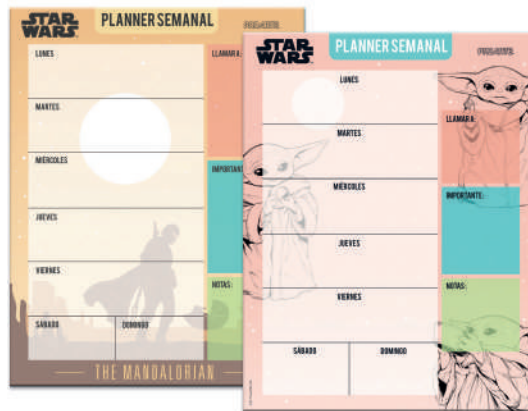 STAR
WARS
PLANNER SEMANAL
LUNES
LLAMAR A:
MARTES
MIÉRCOLES
IMPORTANTE
JUEVES
VIERNES
NOTAS:
SÁBADO
DOMINGO
THE MANDALORIAN
STAR
WARS
PLANNER SEMANAL
LUNES
LLAMAR A:
MARTES
MIÉRCOLES
IMPORTANTE:
JUEVES
NOTAS:
VIERNES
SÁBADO
DOMINGO